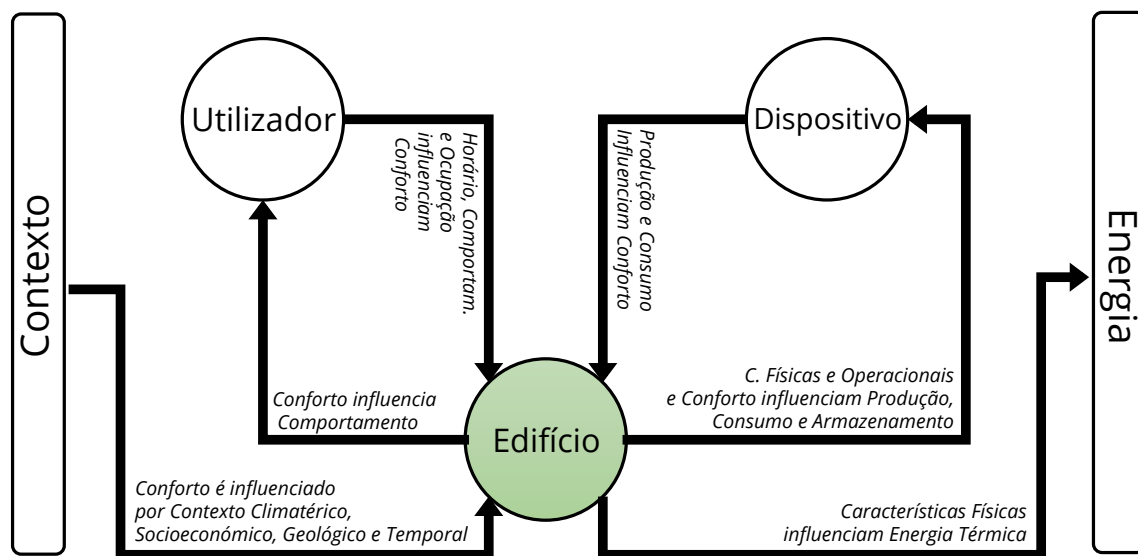 Contexto
Utilizador
Horário, Comportam.
e Ocupação
influenciam
Conforto
Produção e Consumo
Influenciam Conforto
Dispositivo
Energia
Conforto influencia
Comportamento
Edifício
C. Físicas e Operacionais
e Conforto influenciam Produção,
Consumo e Armazenamento
Conforto é influenciado
por Contexto Climatérico,
Socioeconómico, Geológico e Temporal
Características Físicas
influenciam Energia Térmica